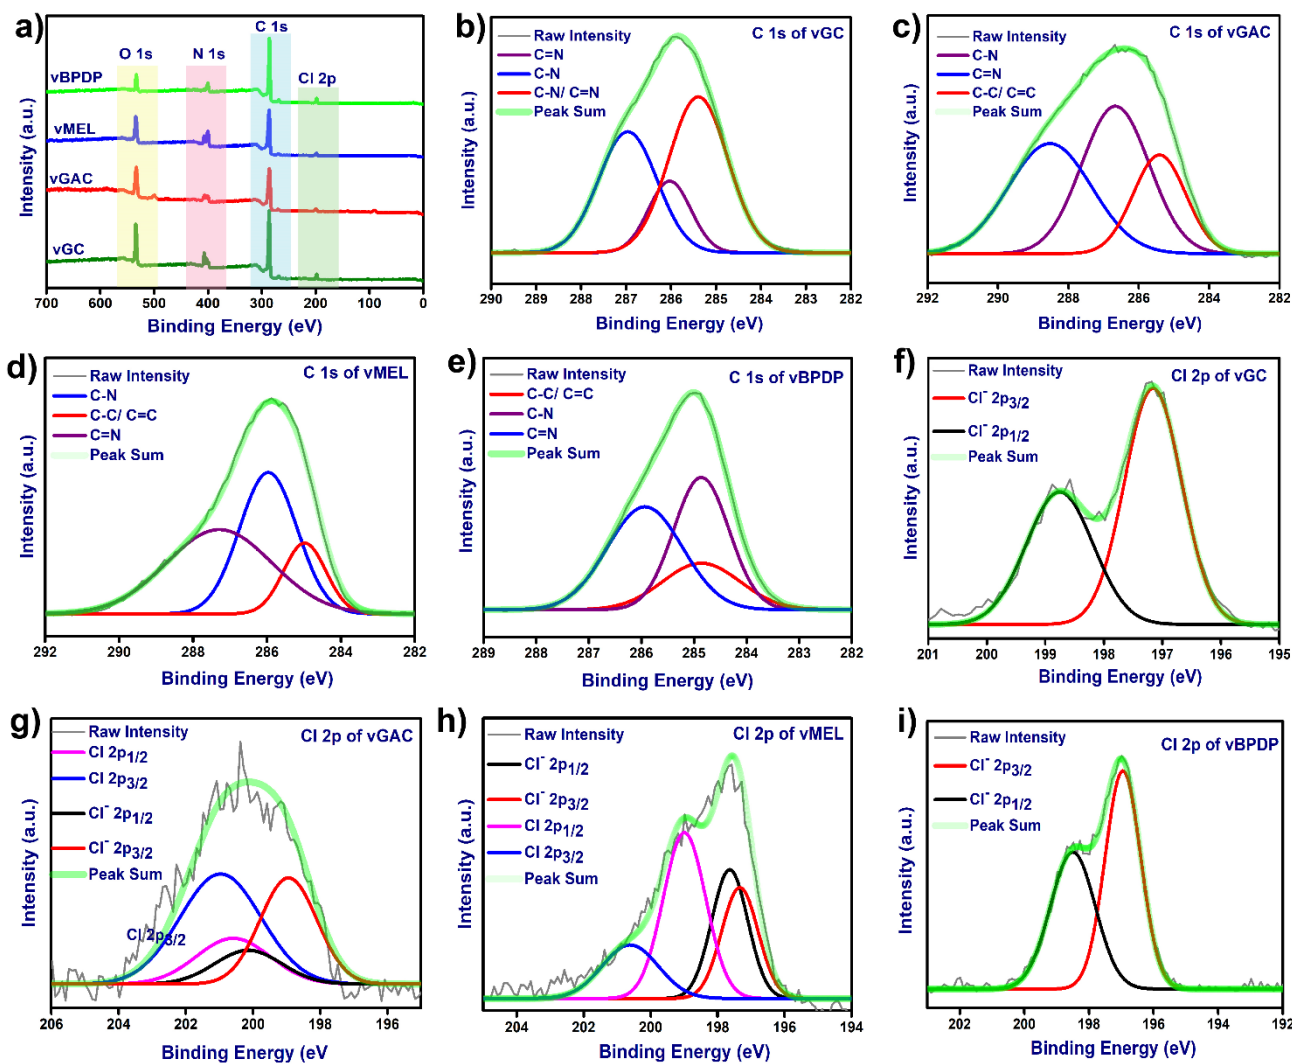 a)
O 1s
N 1s
C 1s
Cl 2p
vBPDP
vMEL
vGAC
vGC
Intensity (a.u.)
700 600 500 400 300 200 100 0
Binding Energy (eV)
b)
C 1s of vGC
Raw Intensity
C=N
C-N
C-N/ C=N
Peak Sum
Intensity (a.u.)
290 289 288 287 286 285 284 283 282
Binding Energy (eV)
c)
C 1s of vGAC
Raw Intensity
C-N
C=N
C-C/ C=C
Peak Sum
Intensity (a.u.)
292 290 288 286 284 282
Binding Energy (eV)
d)
C 1s of vMEL
Raw Intensity
C-N
C-C/ C=C
C=N
Peak Sum
Intensity (a.u.)
292 290 288 286 284 282
Binding Energy (eV)
e)
C 1s of vBPDP
Raw Intensity
C-C/ C=C
C-N
C=N
Peak Sum
Intensity (a.u.)
289 288 287 286 285 284 283 282
Binding Energy (eV)
f)
Cl 2p of vGC
Raw Intensity
Cl⁻ 2p3/2
Cl⁻ 2p1/2
Peak Sum
Intensity (a.u.)
201 200 199 198 197 196 195
Binding Energy (eV)
g)
Cl 2p of vGAC
Raw Intensity
Cl 2p1/2
Cl 2p3/2
Cl⁻ 2p1/2
Cl⁻ 2p3/2
Peak Sum
Cl 2p3/2
Intensity (a.u.)
206 204 202 200 198 196
Binding Energy (eV
h)
Cl 2p of vMEL
Raw Intensity
Cl⁻ 2p1/2
Cl⁻ 2p3/2
Cl 2p1/2
Cl 2p3/2
Peak Sum
Intensity (a.u.)
204 202 200 198 196 194
Binding Energy (eV)
i)
Cl 2p of vBPDP
Raw Intensity
Cl⁻ 2p3/2
Cl⁻ 2p1/2
Peak Sum
Intensity (a.u.)
202 200 198 196 194 192
Binding Energy (eV)